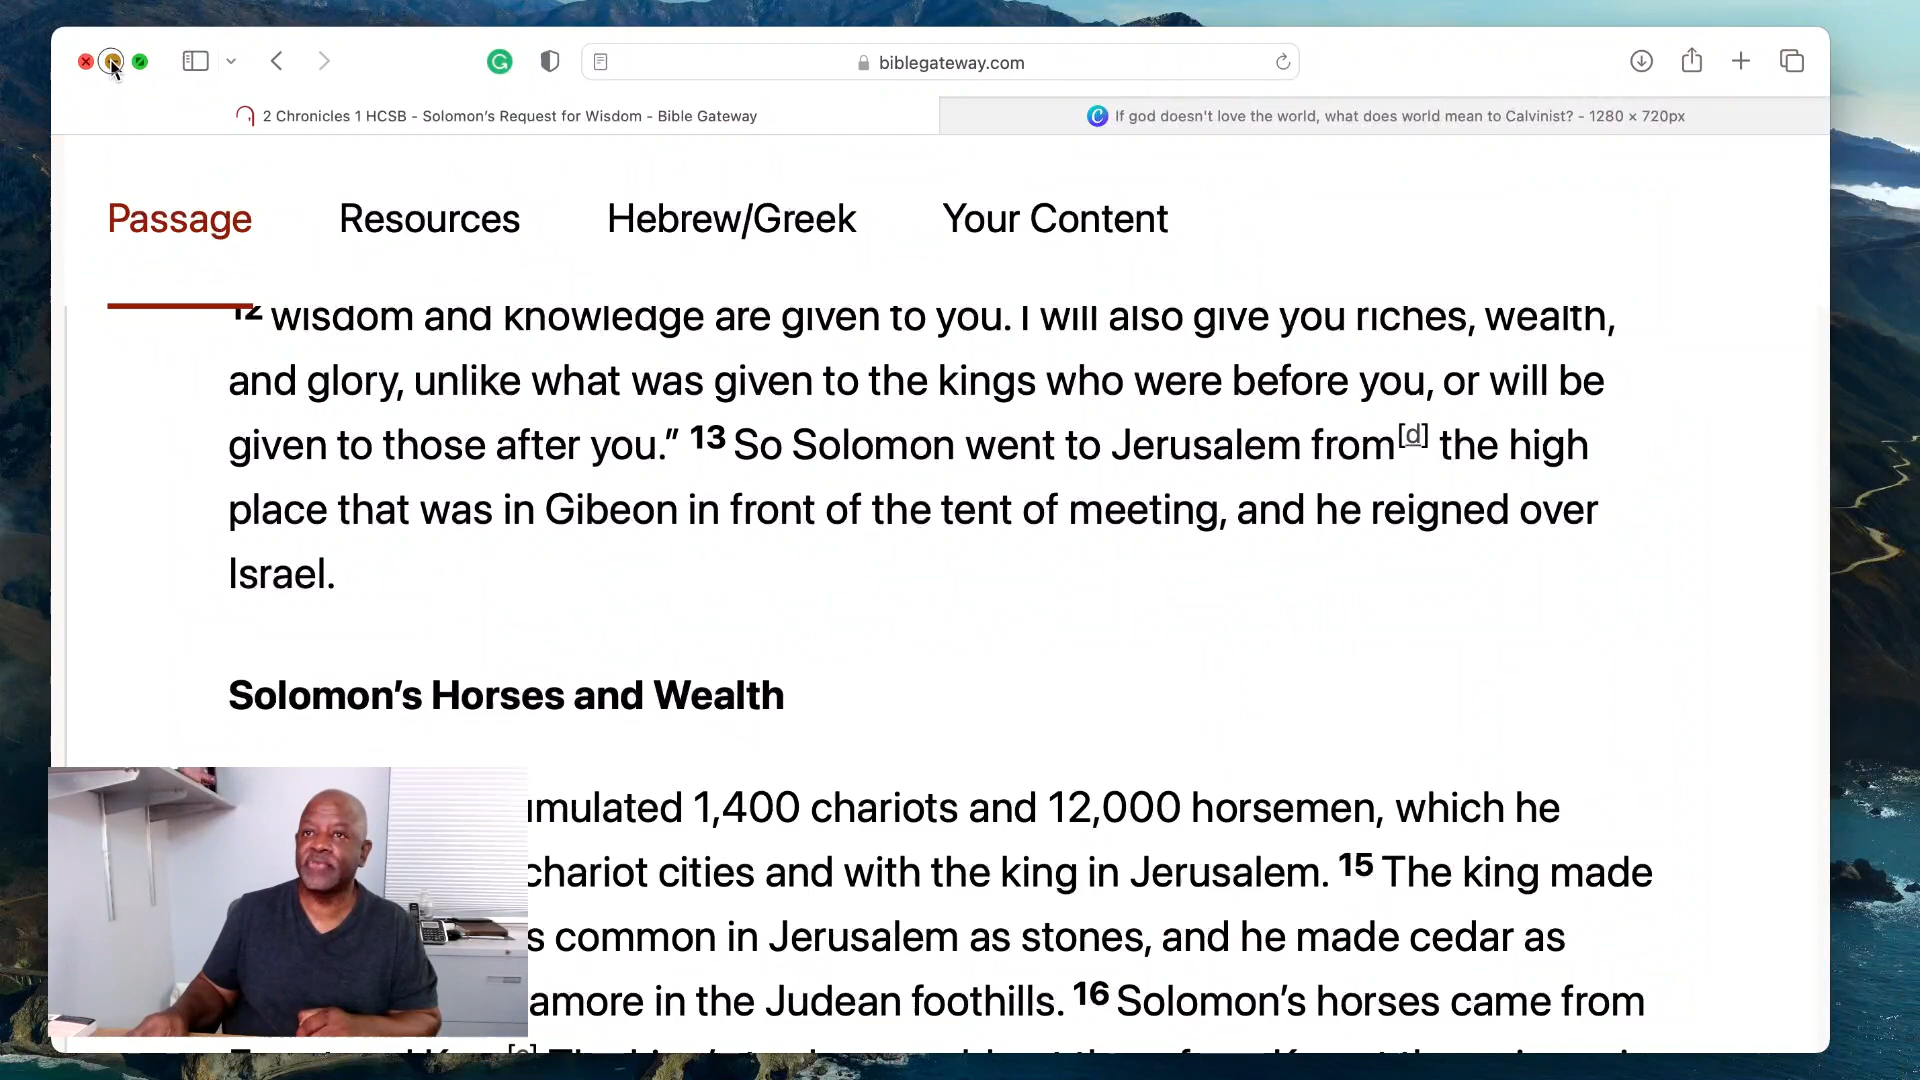 biblegateway.com
2 Chronicles 1 HCSB - Solomon's Request for Wisdom - Bible Gateway
If god doesn't love the world, what does world mean to Calvinist? - 1280 × 720px
Passage Resources Hebrew/Greek Your Content
12 wisdom and knowledge are given to you. I will also give you riches, wealth,
and glory, unlike what was given to the kings who were before you, or will be
given to those after you.” 13 So Solomon went to Jerusalem from[d] the high
place that was in Gibeon in front of the tent of meeting, and he reigned over
Israel.
Solomon’s Horses and Wealth
umulated 1,400 chariots and 12,000 horsemen, which he
chariot cities and with the king in Jerusalem. 15 The king made
s common in Jerusalem as stones, and he made cedar as
amore in the Judean foothills. 16 Solomon’s horses came from